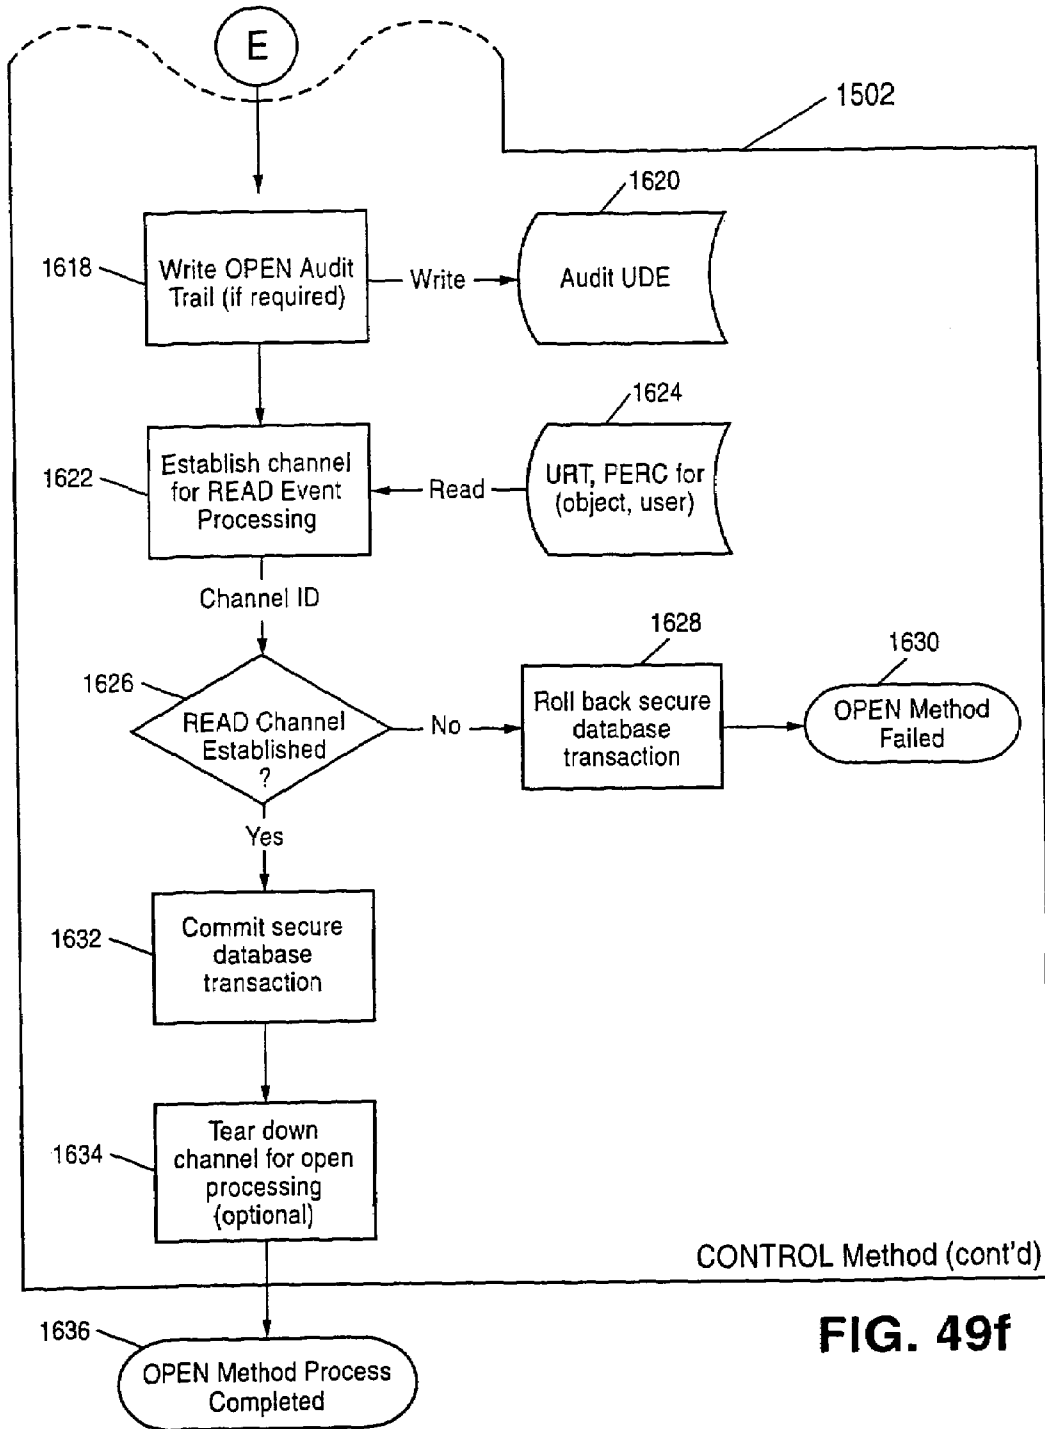 E
1502
1620
1618
Write OPEN Audit
Trail (if required)
Write
Audit UDE
1624
1622
Establish channel
for READ Event
Processing
Read
URT, PERC for
(object, user)
Channel ID
1628
1630
1626
READ Channel
Established
?
No
Roll back secure
database
transaction
OPEN Method
Failed
Yes
1632
Commit secure
database
transaction
1634
Tear down
channel for open
processing
(optional)
CONTROL Method (cont'd)
1636
OPEN Method Process
Completed
FIG. 49f